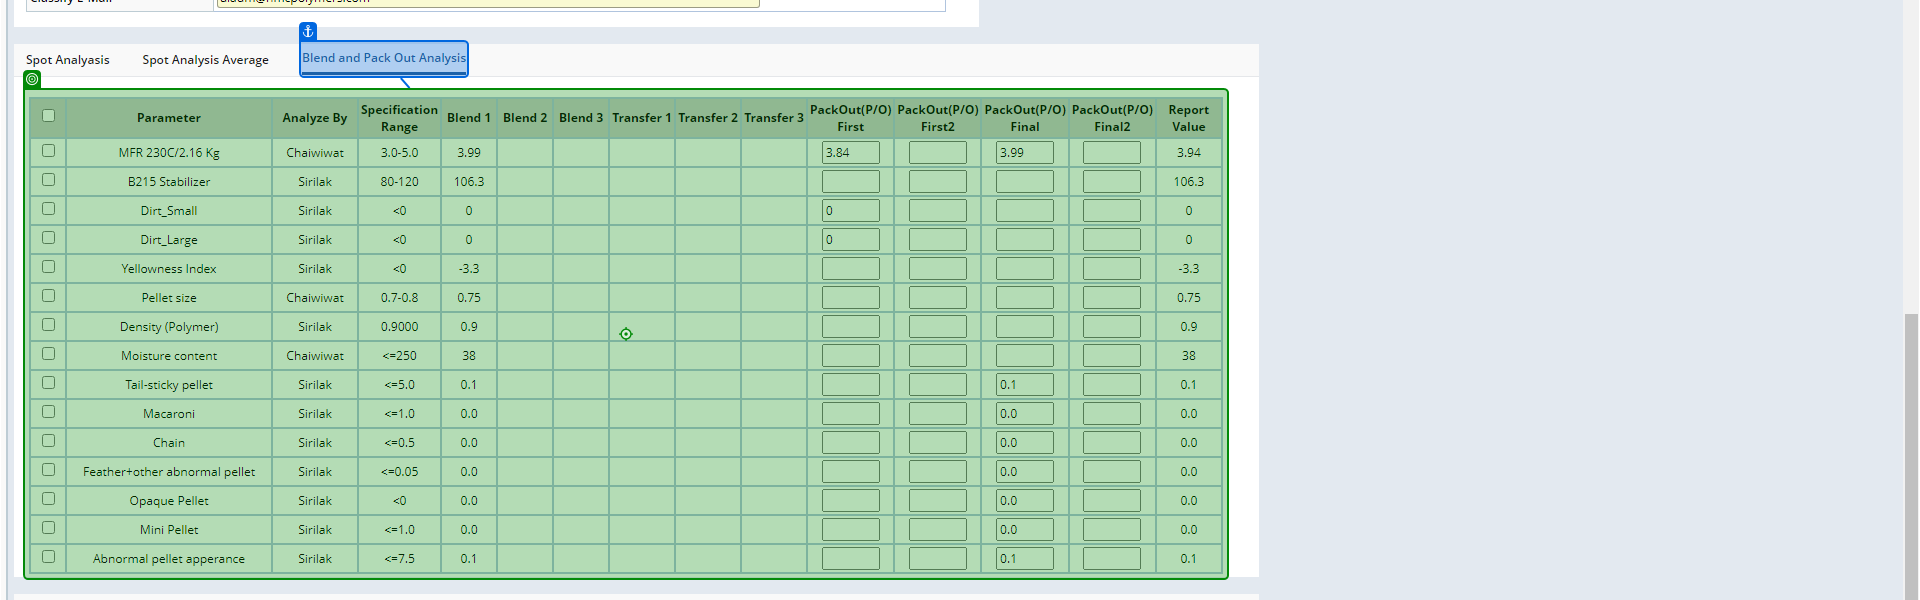 Spot Analyasis Spot Analysis Average Blend and Pack Out Analysis
Parameter Analyze By Specification Range Blend 1 Blend 2 Blend 3 Transfer 1 Transfer 2 Transfer 3 PackOut(P/O) First PackOut(P/O) First2 PackOut(P/O) Final PackOut(P/O) Final2 Report Value
MFR 230C/2.16 Kg Chaiwiwat 3.0-5.0 3.99 3.84 3.99 3.94
B215 Stabilizer Sirilak 80-120 106.3 106.3
Dirt_Small Sirilak <0 0 0 0
Dirt_Large Sirilak <0 0 0 0
Yellowness Index Sirilak <0 -3.3 -3.3
Pellet size Chaiwiwat 0.7-0.8 0.75 0.75
Density (Polymer) Sirilak 0.9000 0.9 0.9
Moisture content Chaiwiwat <=250 38 38
Tail-sticky pellet Sirilak <=5.0 0.1 0.1 0.1
Macaroni Sirilak <=1.0 0.0 0.0 0.0
Chain Sirilak <=0.5 0.0 0.0 0.0
Feather+other abnormal pellet Sirilak <=0.05 0.0 0.0 0.0
Opaque Pellet Sirilak <0 0.0 0.0 0.0
Mini Pellet Sirilak <=1.0 0.0 0.0 0.0
Abnormal pellet apperance Sirilak <=7.5 0.1 0.1 0.1